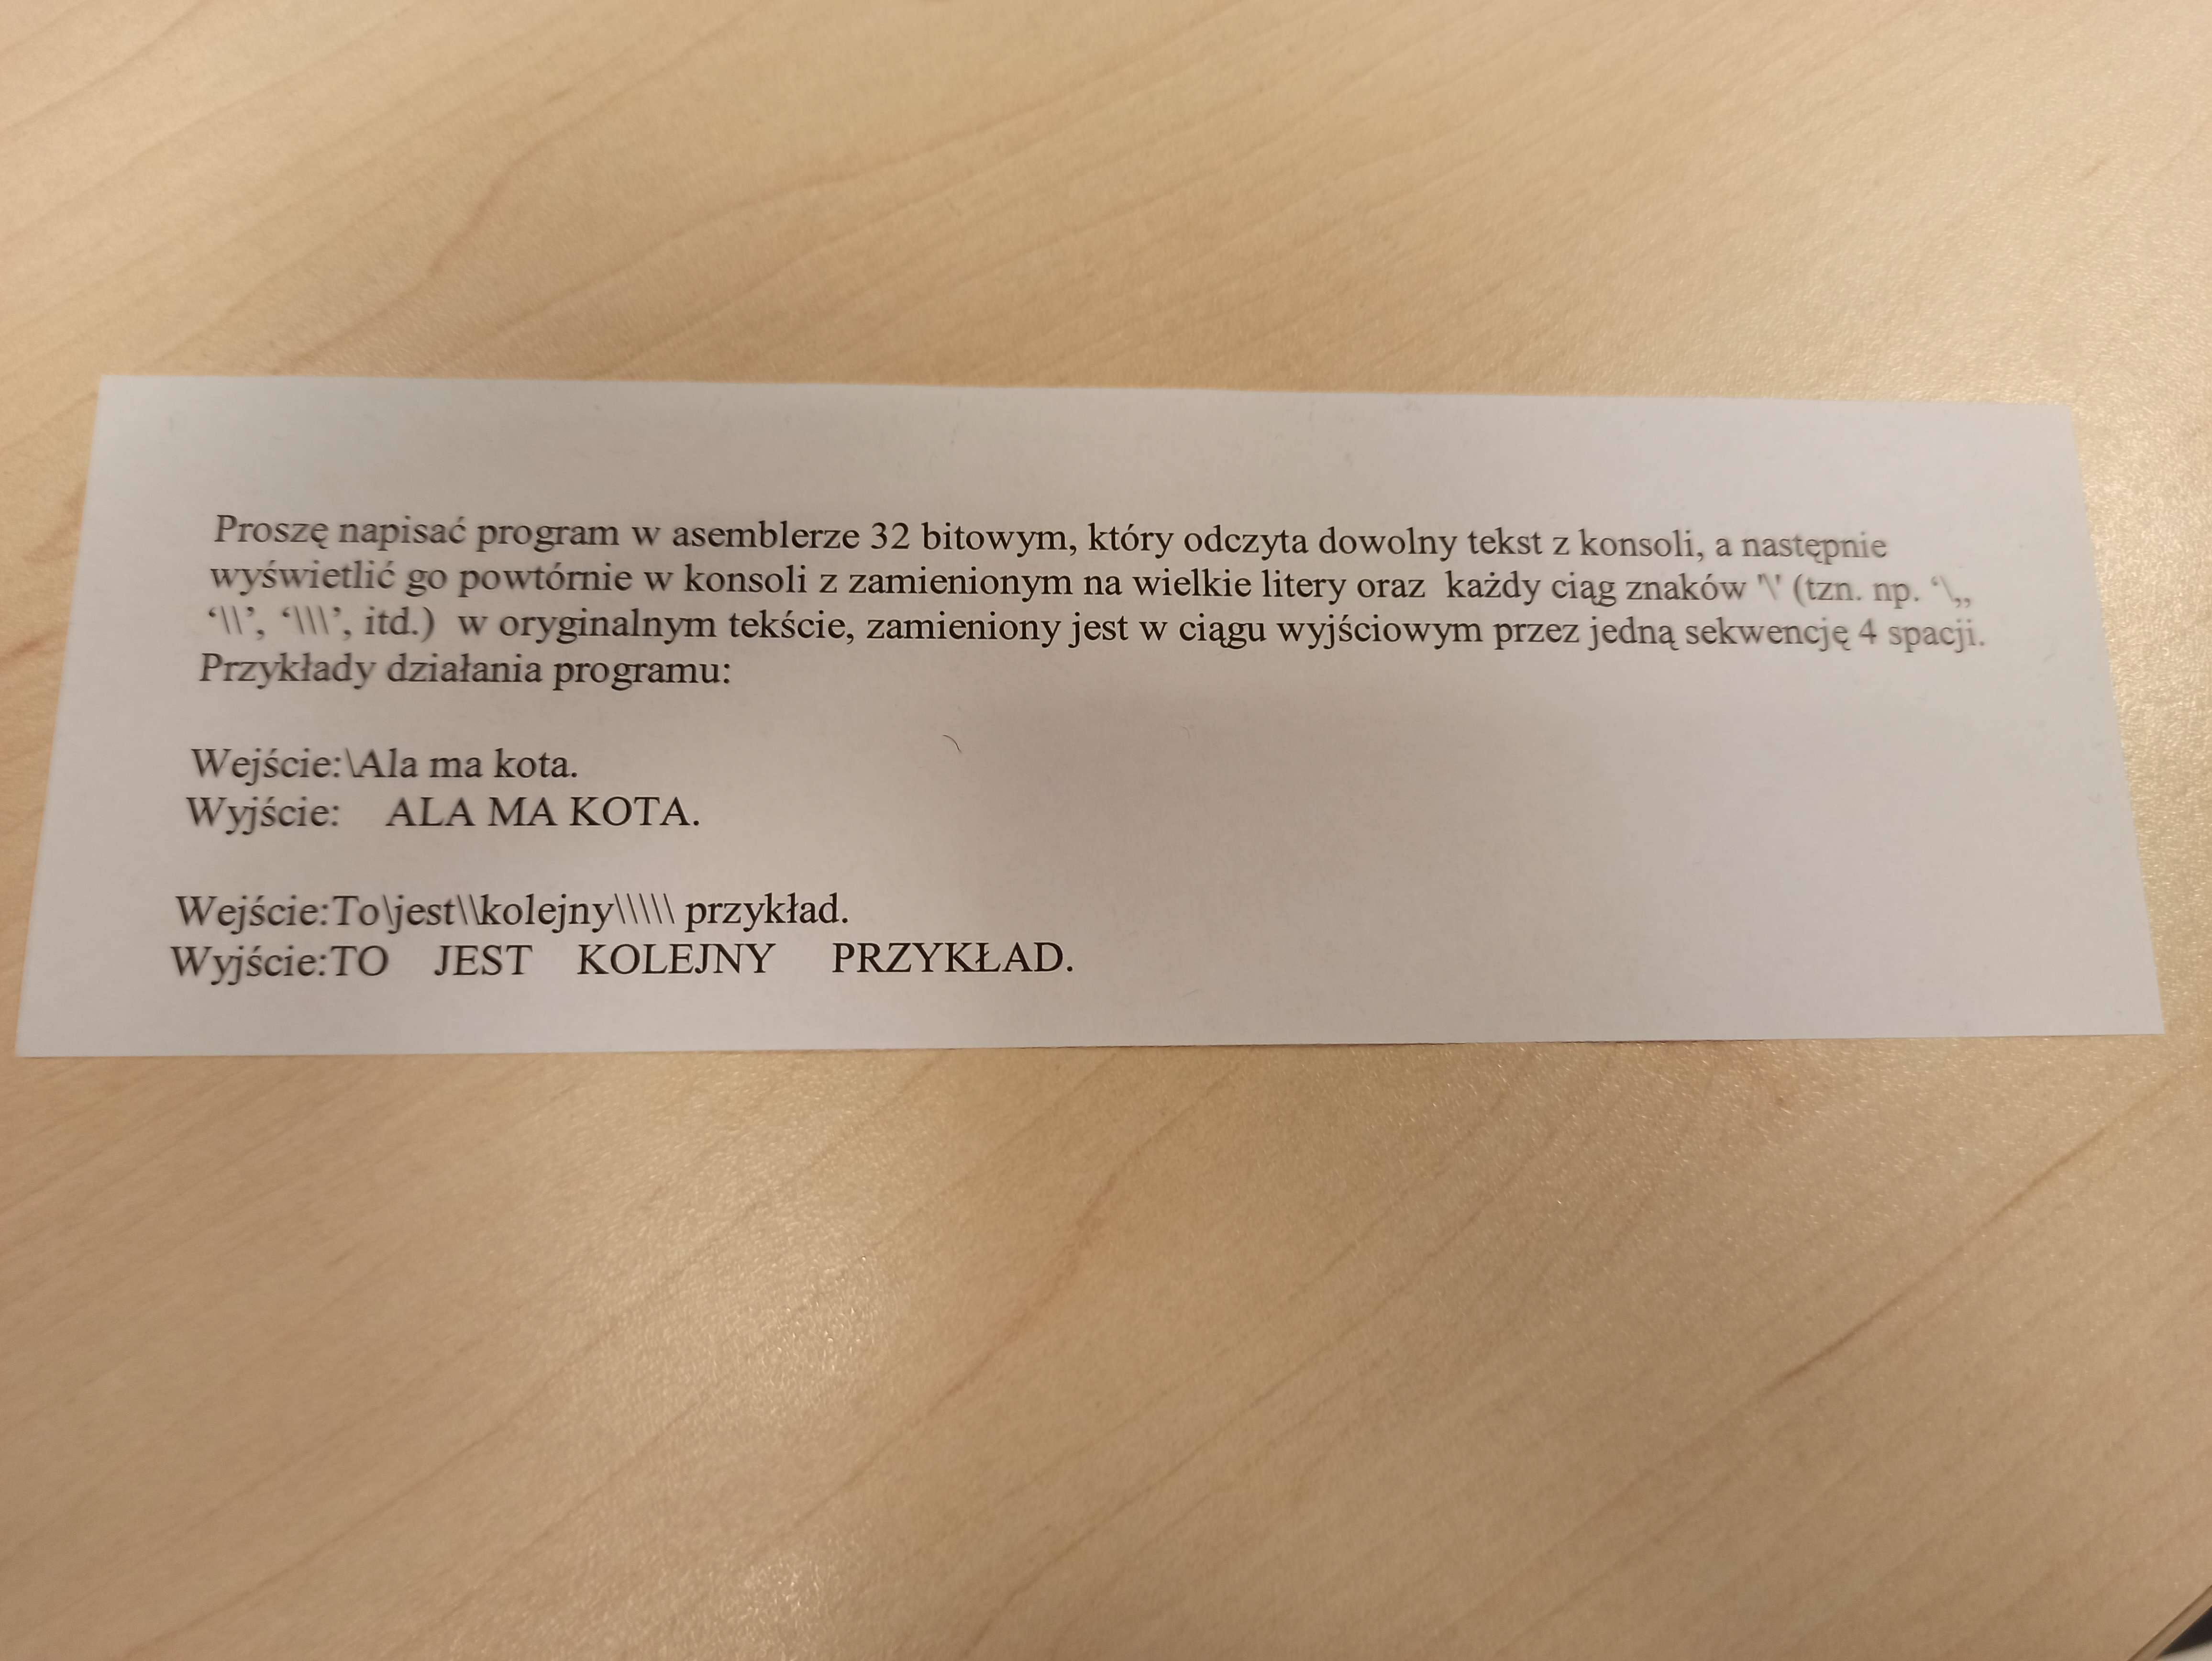 Proszę napisać program w asemblerze 32 bitowym, który odczyta dowolny tekst z konsoli, a następnie
wyświetlić go powtórnie w konsoli z zamienionym na wielkie litery oraz każdy ciąg znaków '\' (tzn. np. ‘\„
‘\\’, ‘\\\’, itd.) w oryginalnym tekście, zamieniony jest w ciągu wyjściowym przez jedną sekwencję 4 spacji.
Przykłady działania programu:
Wejście:\Ala ma kota.
Wyjście:    ALA MA KOTA.
Wejście:To\jest\\kolejny\\\\\ przykład.
Wyjście:TO    JEST    KOLEJNY     PRZYKŁAD.